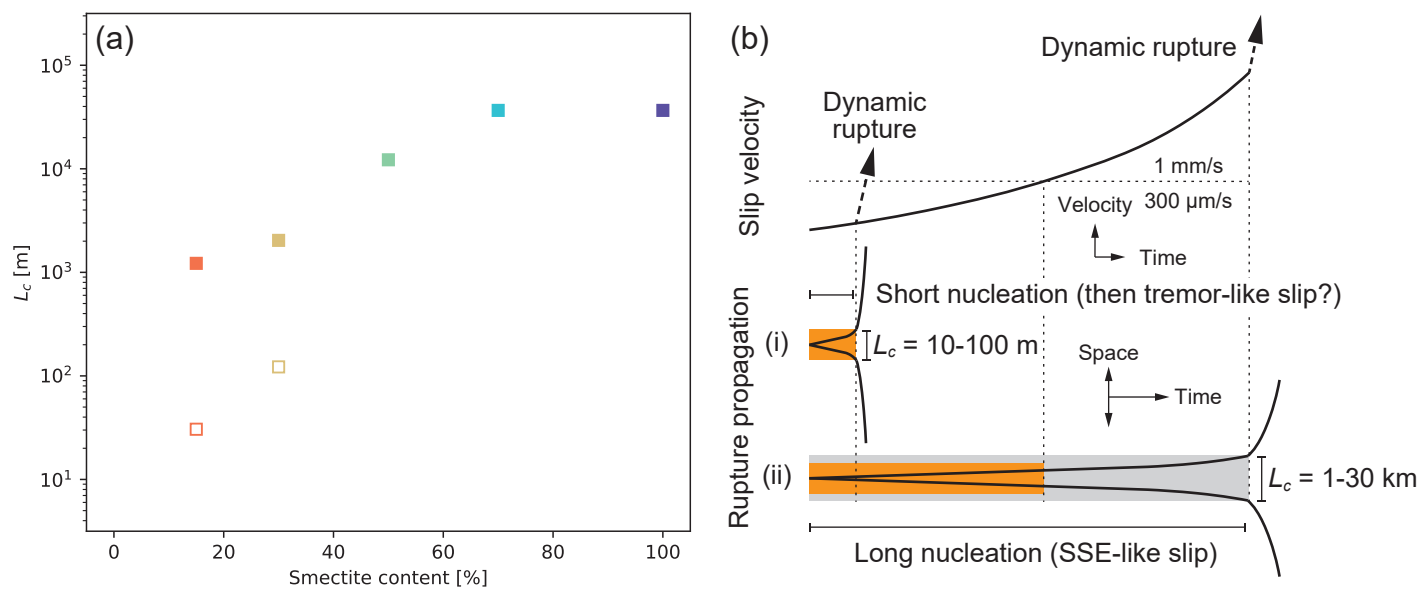 (a)
10^5
10^4
10^3
10^2
10^1
L_c [m]
0
20
40
60
80
100
Smectite content [%]
(b)
Dynamic rupture
Dynamic
rupture
Slip velocity
1 mm/s
300 μm/s
Velocity
Time
Short nucleation (then tremor-like slip?)
Rupture propagation
(i)
L_c = 10-100 m
Space
Time
(ii)
L_c = 1-30 km
Long nucleation (SSE-like slip)